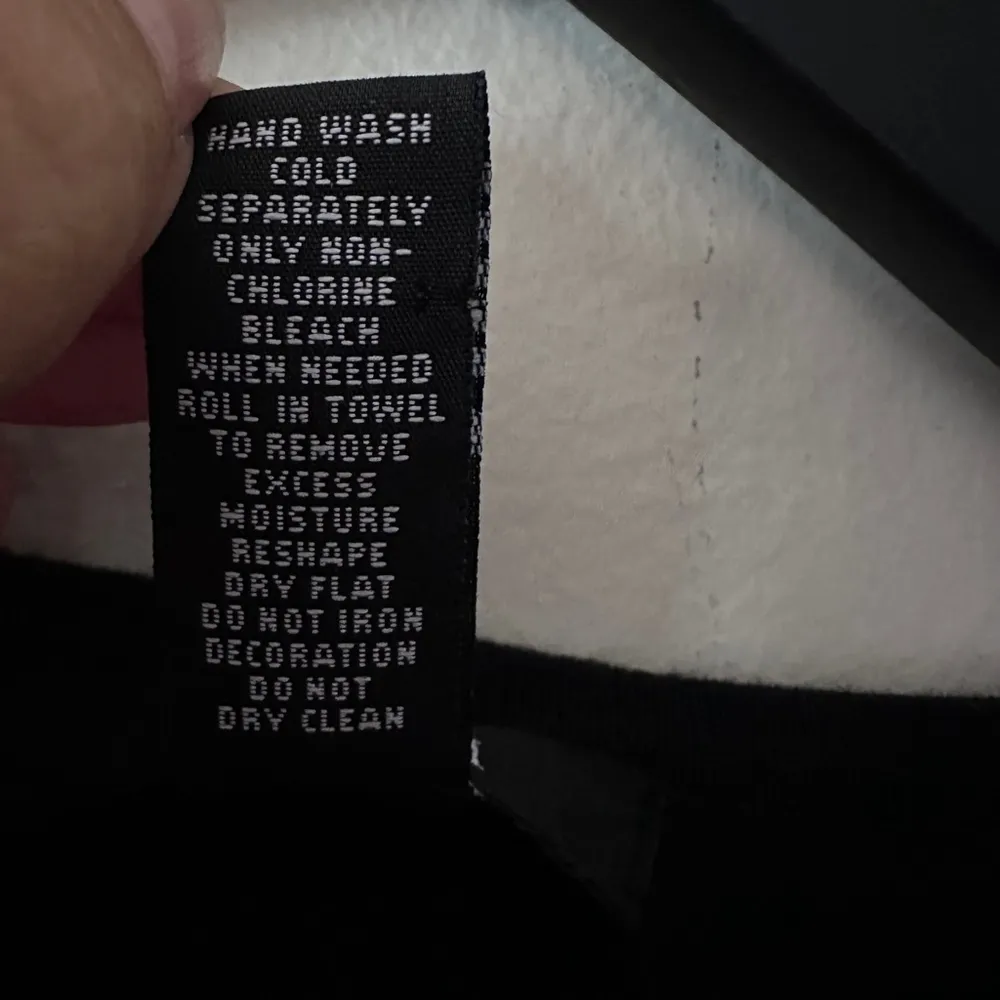 HAND WASH
COLD
SEPARATELY
ONLY NON-
CHLORINE
BLEACH
WHEN NEEDED
ROLL IN TOWEL
TO REMOVE
EXCESS
MOISTURE
RESHAPE
DRY FLAT
DO NOT IRON
DECORATION
DO NOT
DRY CLEAN